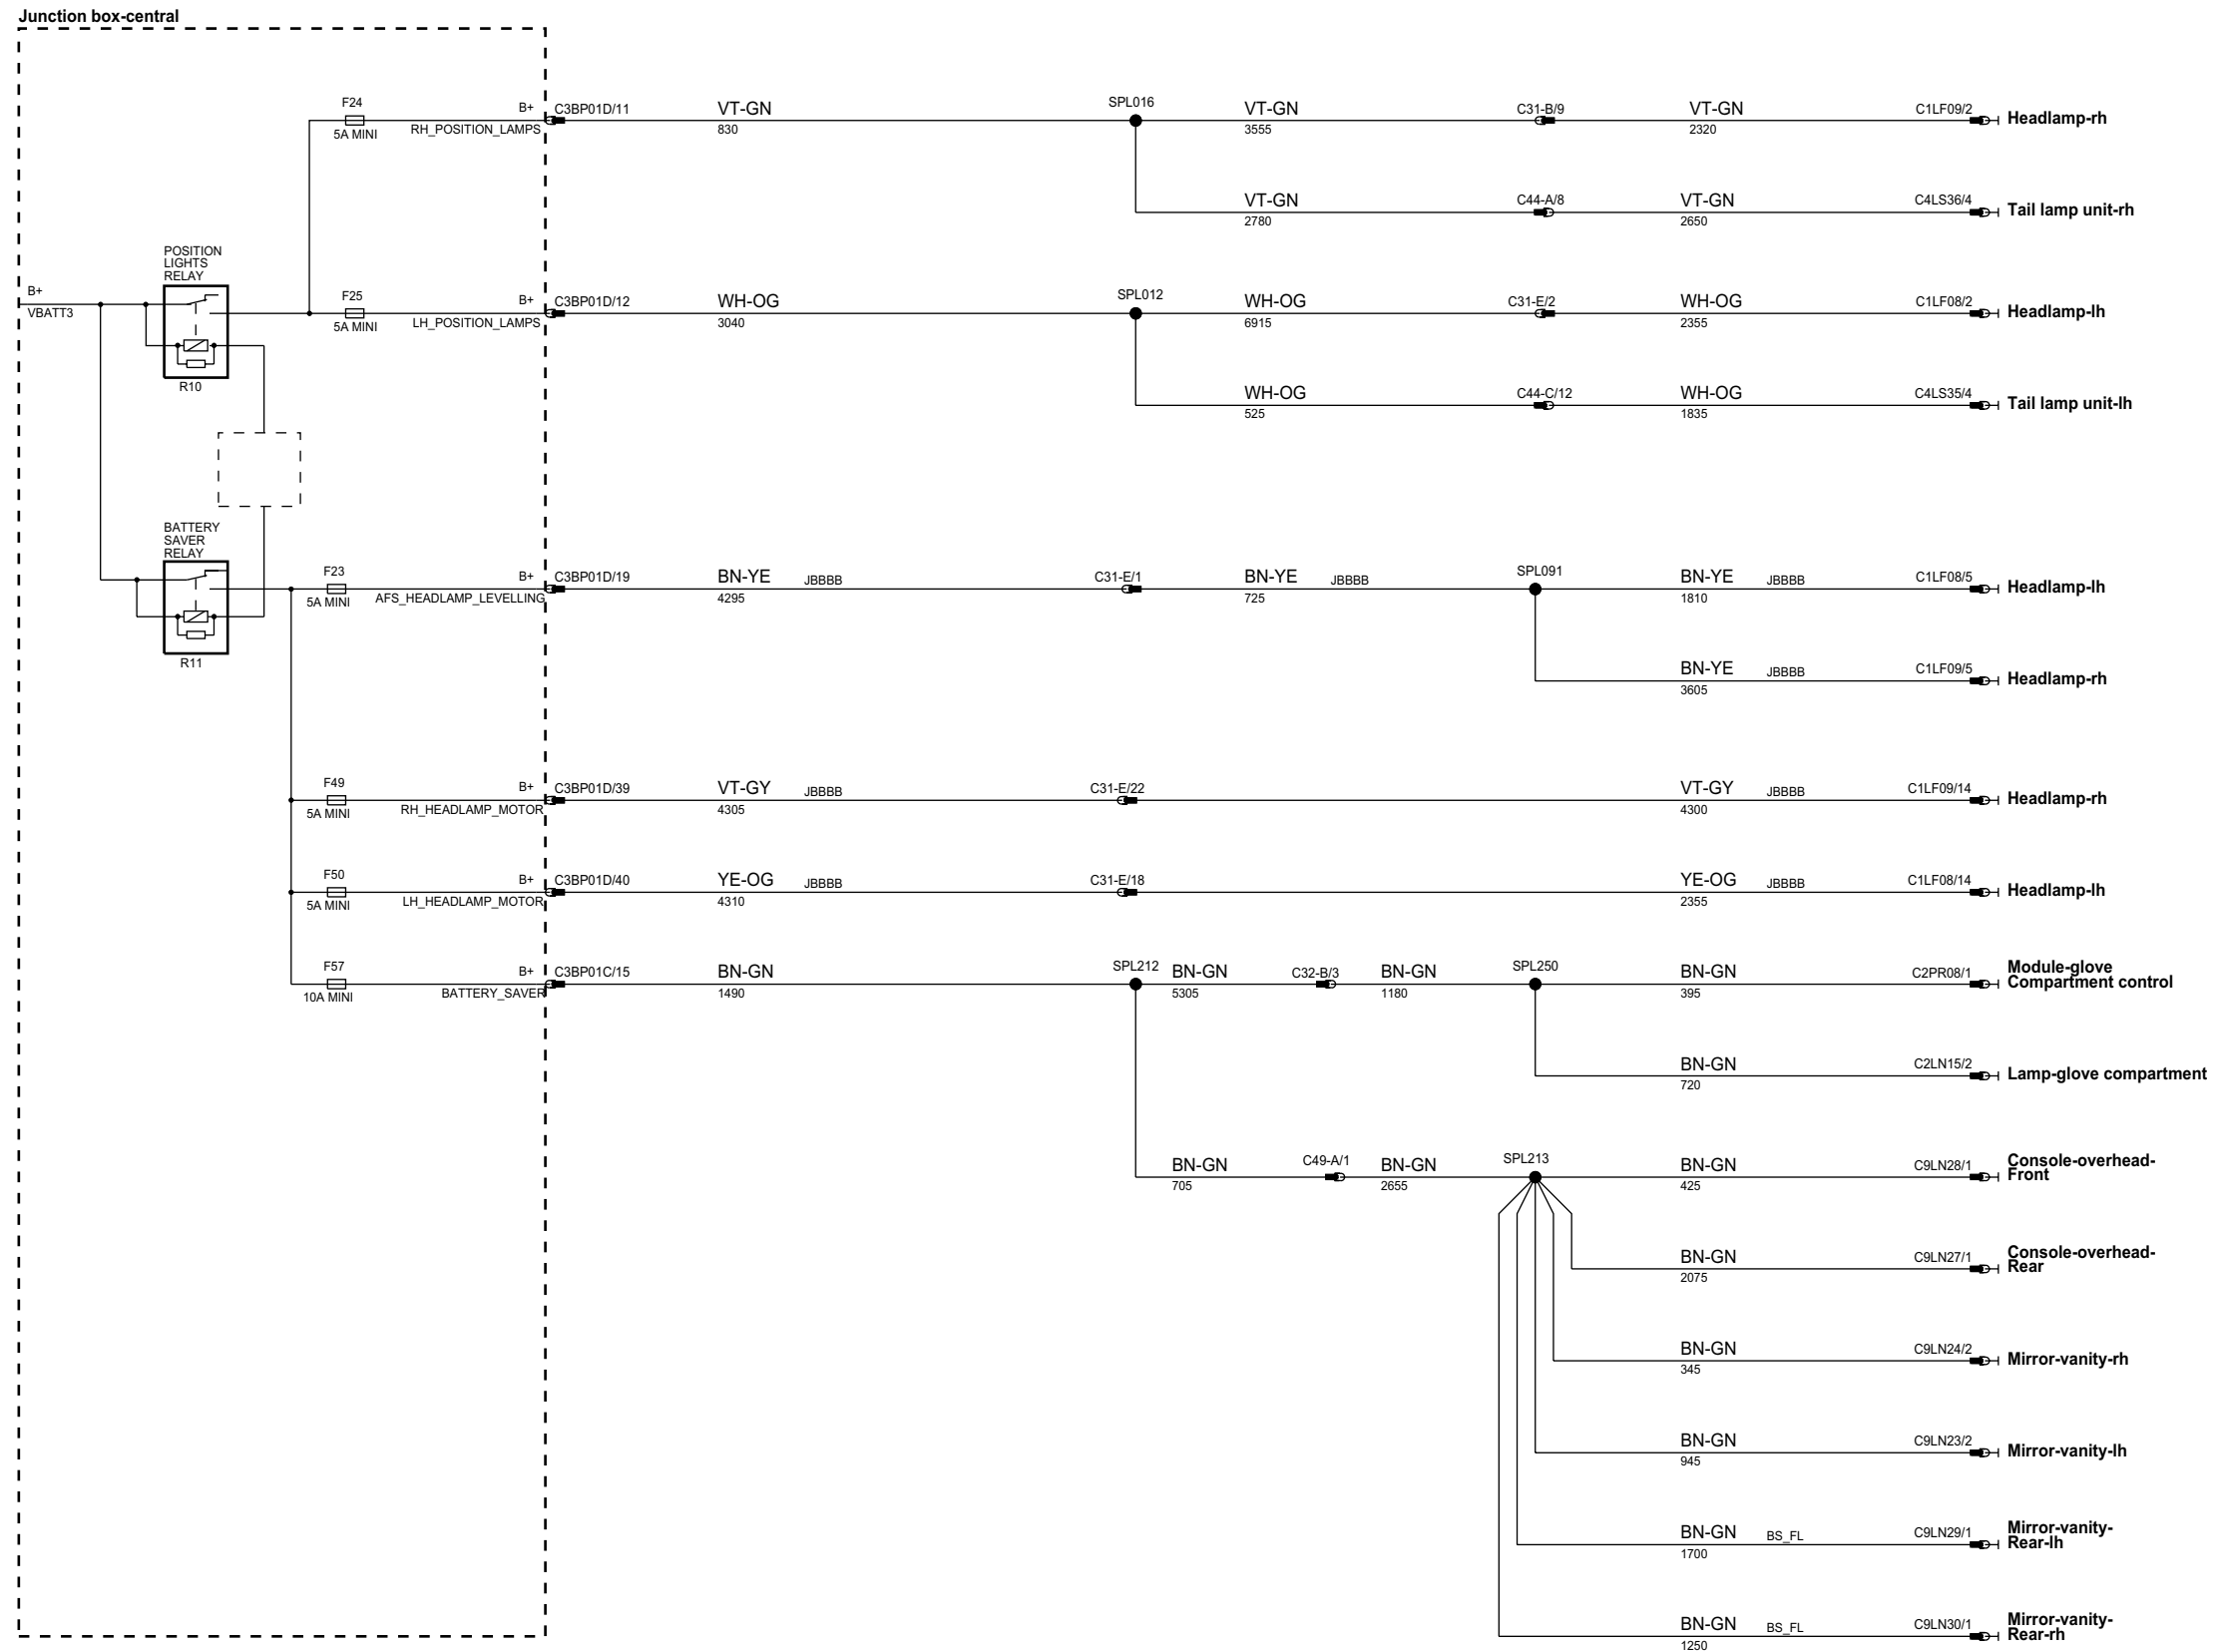 Junction box-central
F24
B+
C3BP01D/11
VT-GN
SPL016
VT-GN
C31-B/9
VT-GN
C1LF09/2
Headlamp-rh
5A MINI
RH_POSITION_LAMPS
830
3555
2320
VT-GN
C44-A/8
VT-GN
C4LS36/4
Tail lamp unit-rh
2780
2650
POSITION
LIGHTS
RELAY
B+
VBATT3
F25
B+
C3BP01D/12
WH-OG
SPL012
WH-OG
C31-E/2
WH-OG
C1LF08/2
Headlamp-lh
5A MINI
LH_POSITION_LAMPS
3040
6915
2355
R10
WH-OG
C44-C/12
WH-OG
C4LS35/4
Tail lamp unit-lh
525
1835
BATTERY
SAVER
RELAY
F23
B+
C3BP01D/19
BN-YE
JBBBB
C31-E/1
BN-YE
JBBBB
SPL091
BN-YE
JBBBB
C1LF08/5
Headlamp-lh
5A MINI
AFS_HEADLAMP_LEVELLING
4295
725
1810
R11
BN-YE
JBBBB
C1LF09/5
Headlamp-rh
3605
F49
B+
C3BP01D/39
VT-GY
JBBBB
C31-E/22
VT-GY
JBBBB
C1LF09/14
Headlamp-rh
5A MINI
RH_HEADLAMP_MOTOR
4305
4300
F50
B+
C3BP01D/40
YE-OG
JBBBB
C31-E/18
YE-OG
JBBBB
C1LF08/14
Headlamp-lh
5A MINI
LH_HEADLAMP_MOTOR
4310
2355
F57
B+
C3BP01C/15
BN-GN
SPL212
BN-GN
C32-B/3
BN-GN
SPL250
BN-GN
C2PR08/1
Module-glove
Compartment control
10A MINI
BATTERY_SAVER
1490
5305
1180
395
BN-GN
C2LN15/2
Lamp-glove compartment
720
BN-GN
C49-A/1
BN-GN
SPL213
BN-GN
C9LN28/1
Console-overhead-
Front
705
2655
425
BN-GN
C9LN27/1
Console-overhead-
Rear
2075
BN-GN
C9LN24/2
Mirror-vanity-rh
345
BN-GN
C9LN23/2
Mirror-vanity-lh
945
BN-GN
BS_FL
C9LN29/1
Mirror-vanity-
Rear-lh
1700
BN-GN
BS_FL
C9LN30/1
Mirror-vanity-
Rear-rh
1250